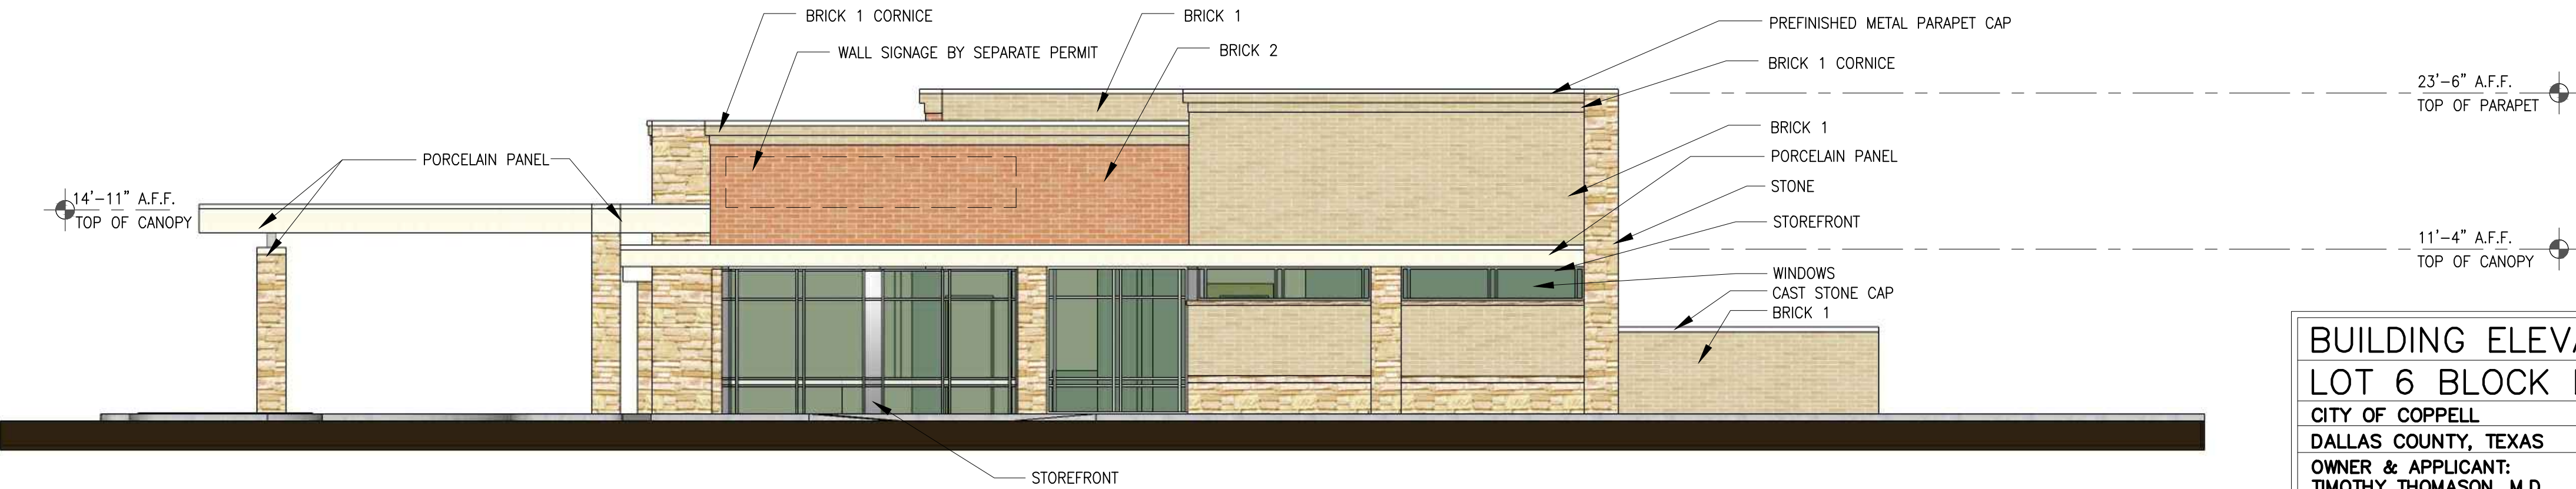 BRICK 1 CORNICE
WALL SIGNAGE BY SEPARATE PERMIT
BRICK 1
BRICK 2
PREFINISHED METAL PARAPET CAP
BRICK 1 CORNICE
23'-6" A.F.F.
TOP OF PARAPET
BRICK 1
PORCELAIN PANEL
PORCELAIN PANEL
STONE
14'-11" A.F.F.
TOP OF CANOPY
STOREFRONT
11'-4" A.F.F.
TOP OF CANOPY
WINDOWS
CAST STONE CAP
BRICK 1
STOREFRONT
BUILDING ELEV
LOT 6 BLOCK
CITY OF COPPELL
DALLAS COUNTY, TEXAS
OWNER & APPLICANT:
TIMOTHY THOMASON, M.D.